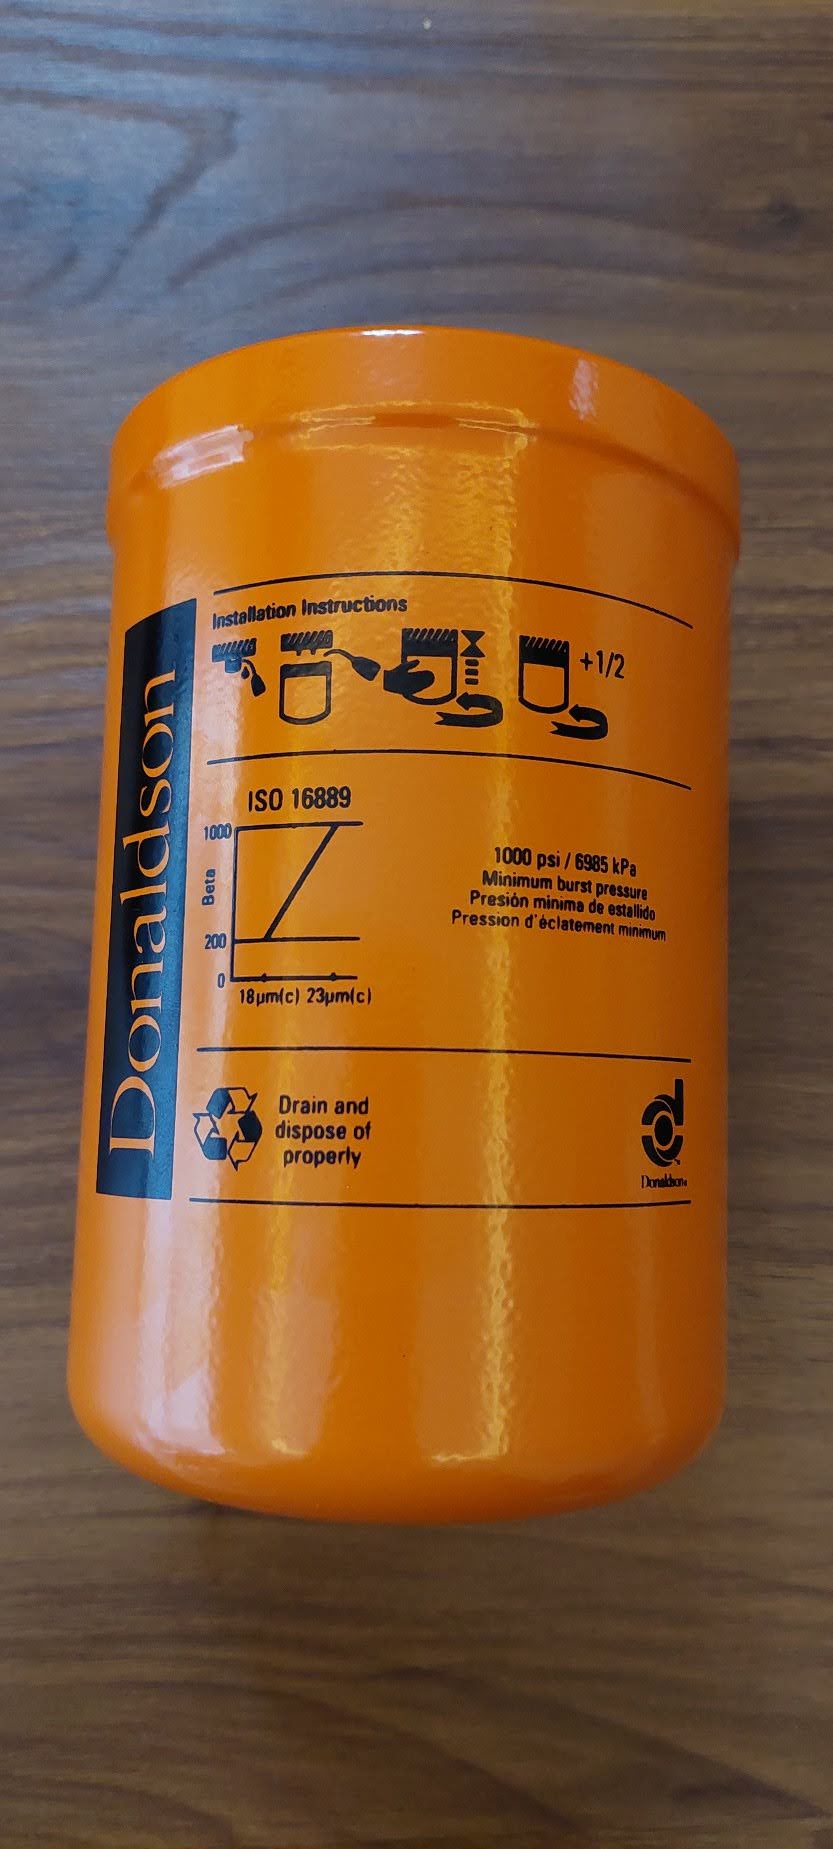 Donaldson
Installation Instructions
+1/2
ISO 16889
1000
Beta
200
0
18µm(c) 23µm(c)
1000 psi / 6985 kPa
Minimum burst pressure
Presión minima de estallido
Pression d'éclatement minimum
Drain and
dispose of
properly
d
Donaldson®